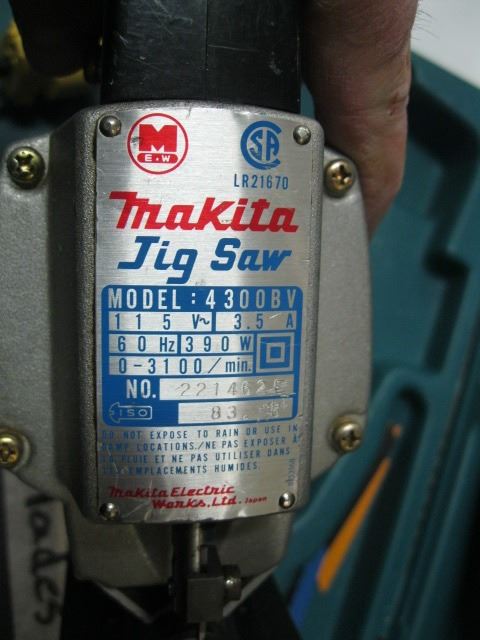 M
E.W
SA
LR21670
makita
Jig Saw
MODEL: 4300BV
115 V~ 3.5 A
60 Hz 390 W
0-3100/min.
NO.
ISO 83.
DO NOT EXPOSE TO RAIN OR USE IN
DAMP LOCATIONS./NE PAS EXPOSER À
LA PLUIE ET NE PAS UTILISER DANS
LES EMPLACEMENTS HUMIDES.
Makita Electric
Works, Ltd. Japan